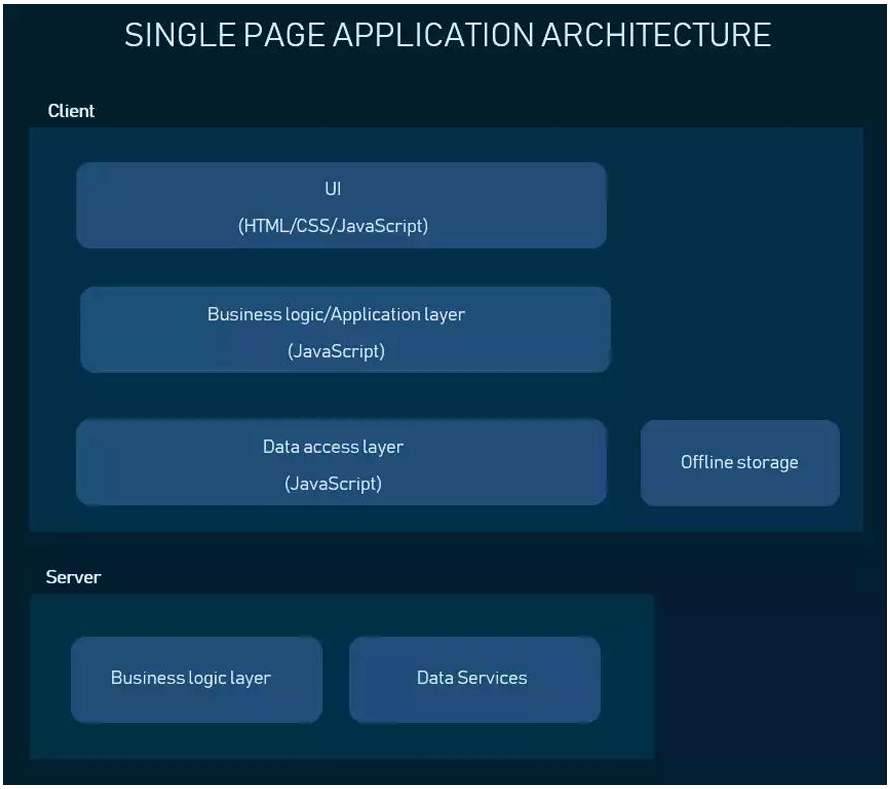 SINGLE PAGE APPLICATION ARCHITECTURE
Client
UI
(HTML/CSS/JavaScript)
Business logic/Application layer
(JavaScript)
Data access layer
(JavaScript)
Offline storage
Server
Business logic layer
Data Services